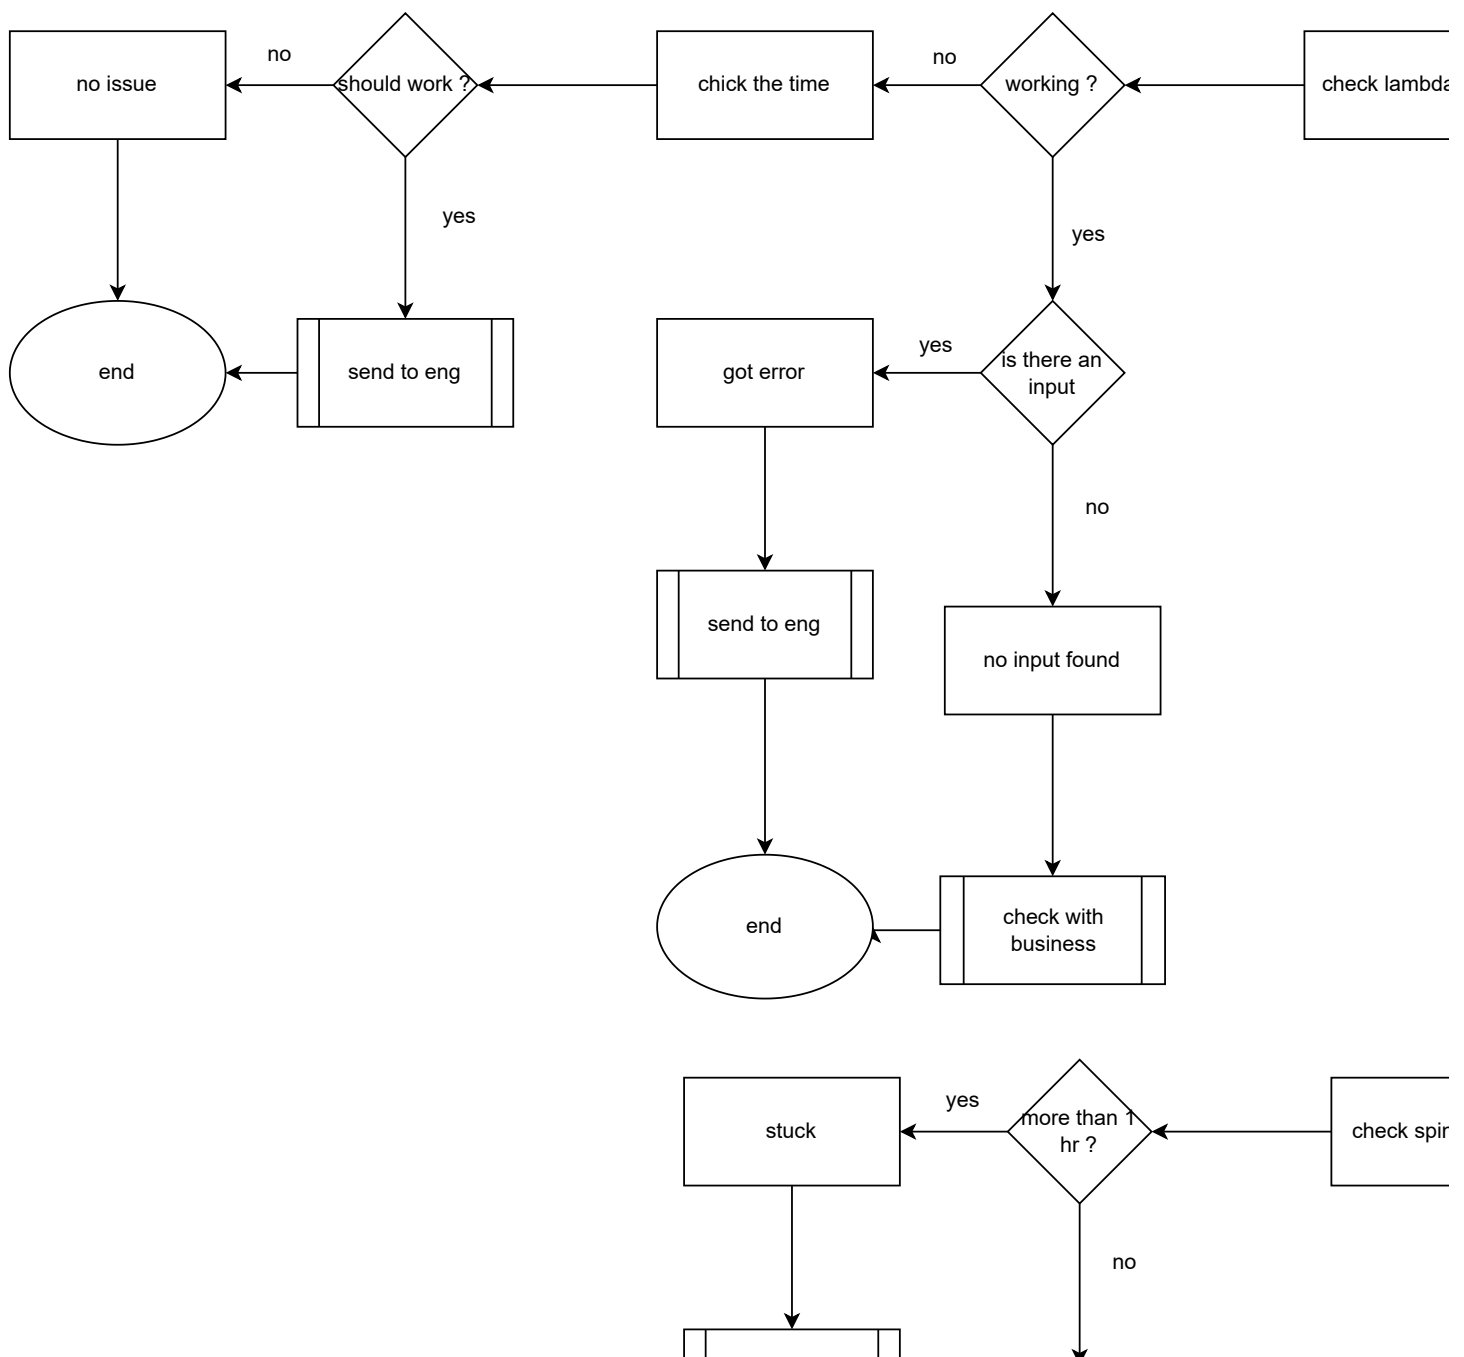 no issue
no
should work ?
chick the time
no
working ?
check lambda
yes
yes
end
send to eng
got error
yes
is there an
input
no
send to eng
no input found
end
check with
business
stuck
yes
more than 1
hr ?
check
no